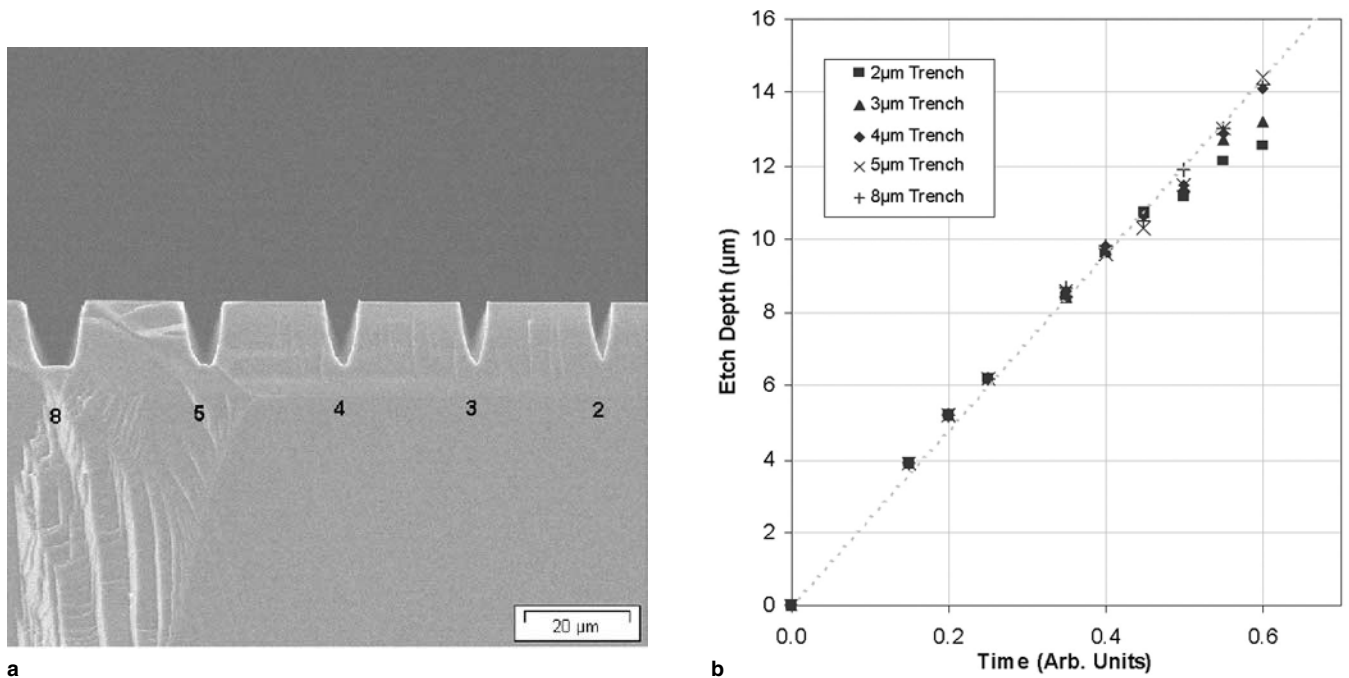 8 5 4 3 2
20 µm
a
16
14
12
10
8
6
4
2
0
Etch Depth (µm)
2µm Trench
3µm Trench
4µm Trench
5µm Trench
8µm Trench
0.0 0.2 0.4 0.6
Time (Arb. Units)
b